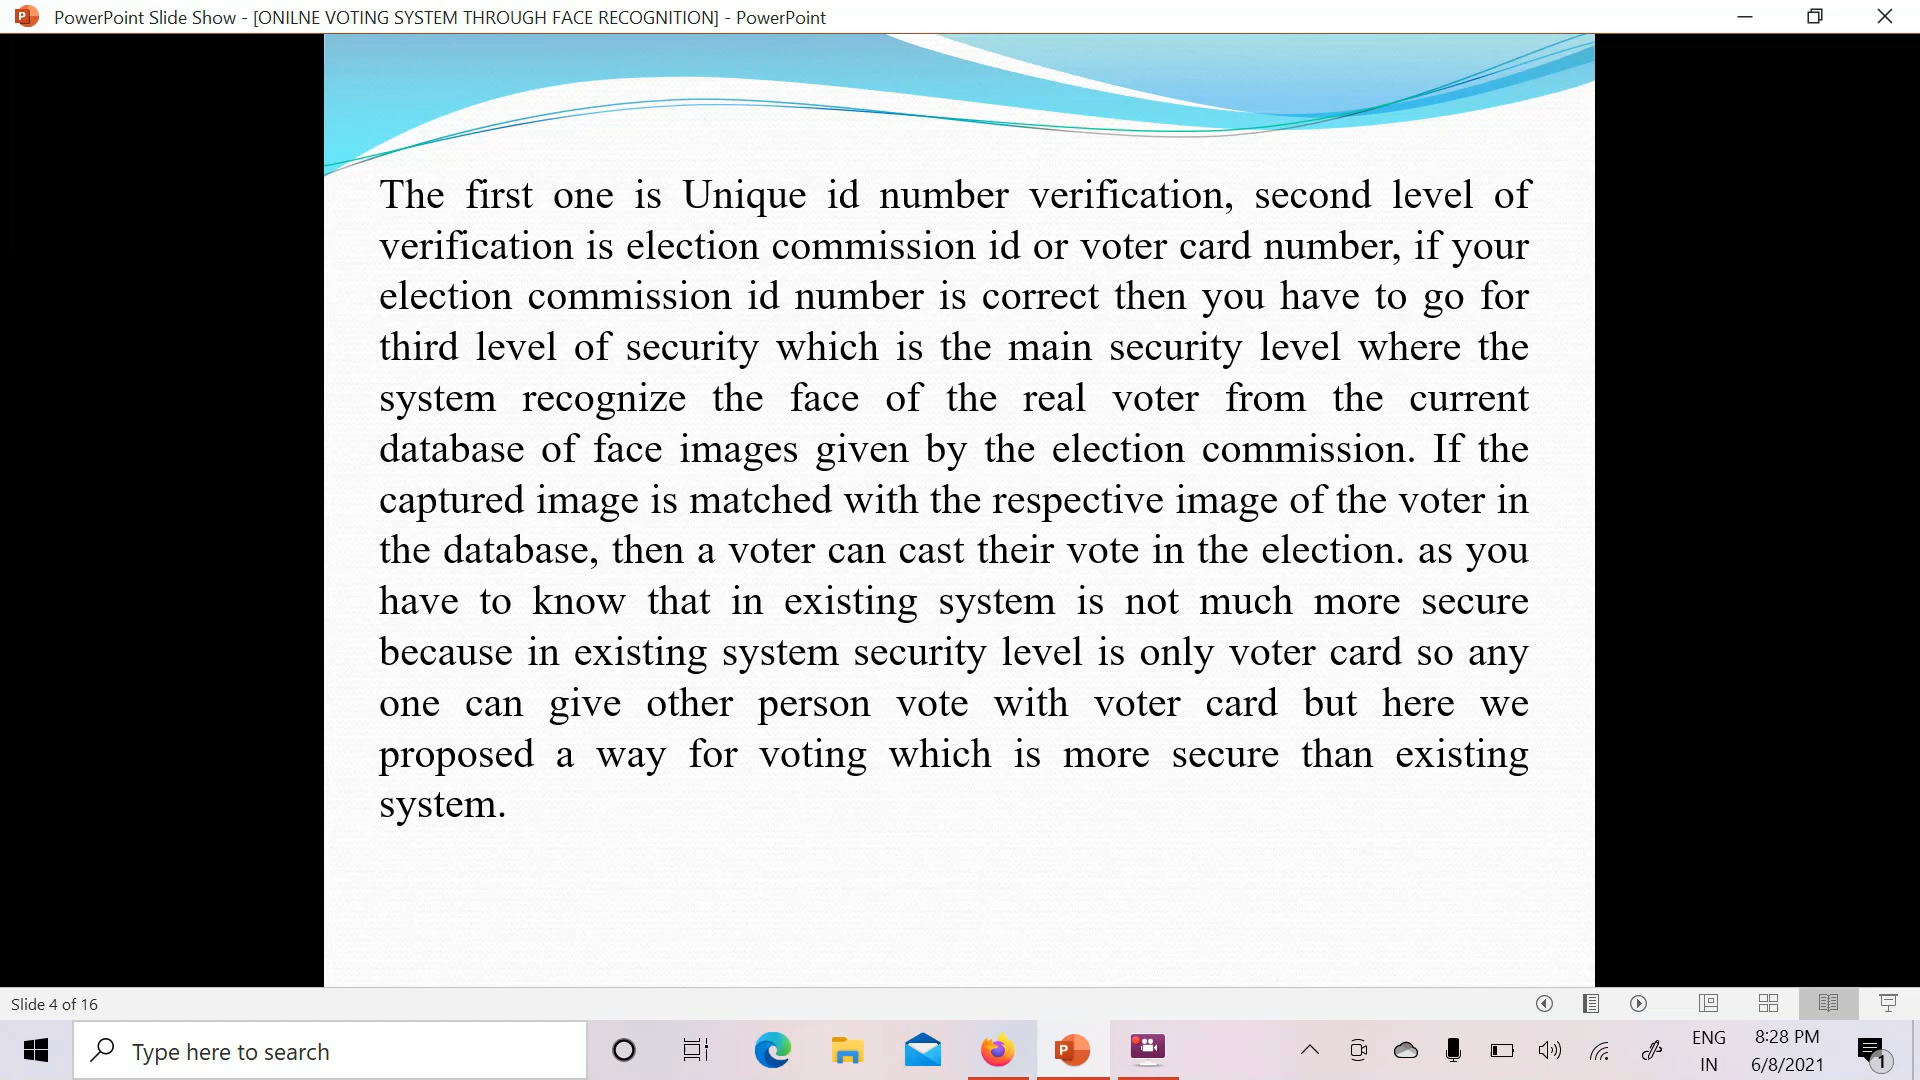 PowerPoint Slide Show - [ONILNE VOTING SYSTEM THROUGH FACE RECOGNITION] - PowerPoint
The first one is Unique id number verification, second level of
verification is election commission id or voter card number, if your
election commission id number is correct then you have to go for
third level of security which is the main security level where the
system recognize the face of the real voter from the current
database of face images given by the election commission. If the
captured image is matched with the respective image of the voter in
the database, then a voter can cast their vote in the election. as you
have to know that in existing system is not much more secure
because in existing system security level is only voter card so any
one can give other person vote with voter card but here we
proposed a way for voting which is more secure than existing
system.
Slide 4 of 16
Type here to search
ENG
IN
8:28 PM
6/8/2021
1